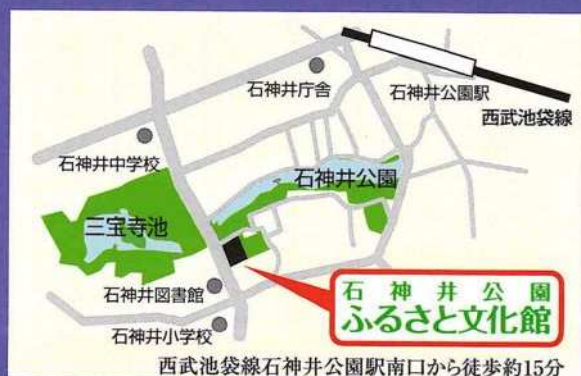 石神井庁舎
石神井公園駅
西武池袋線
石神井中学校
石神井公園
三宝寺池
石神井図書館
石神井公園
ふるさと文化館
石神井小学校
西武池袋線石神井公園駅南口から徒歩約15分